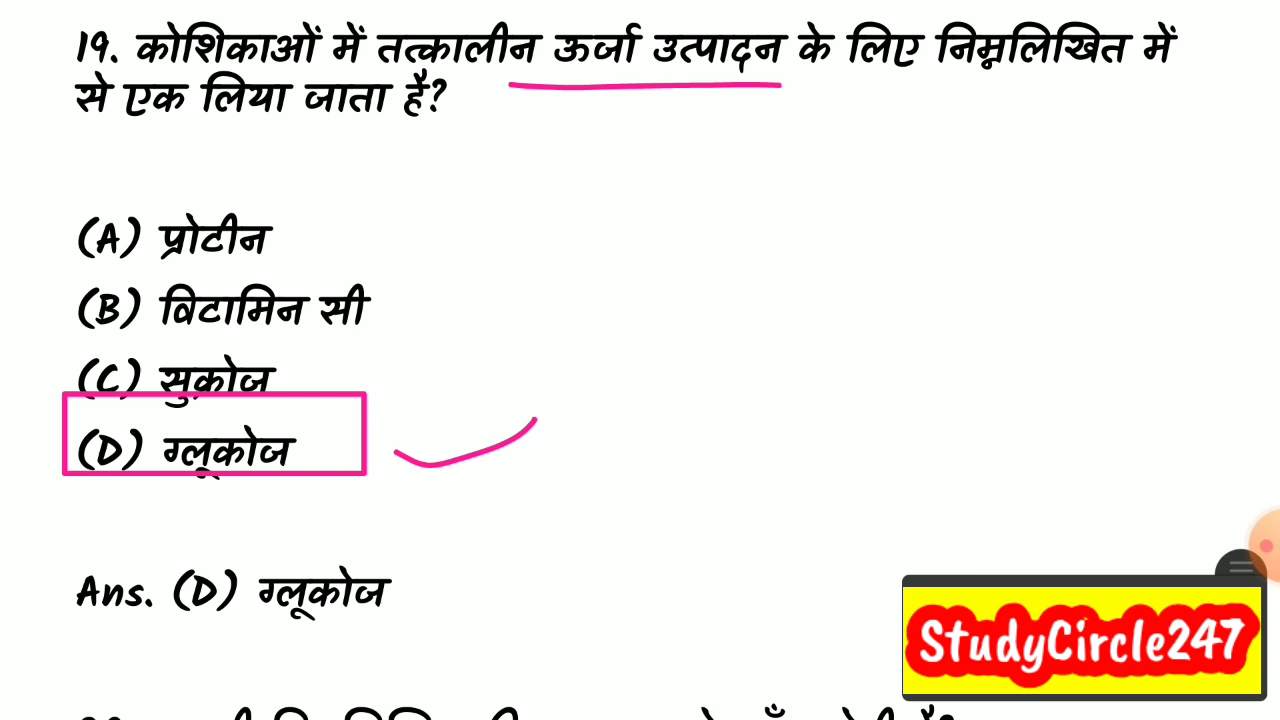 19. कोशिकाओं में तत्कालीन ऊर्जा उत्पादन के लिए निम्नलिखित में
से एक लिया जाता है?
(A) प्रोटीन
(B) विटामिन सी
(C) सुक्रोज
(D) ग्लूकोज
Ans. (D) ग्लूकोज
StudyCircle247